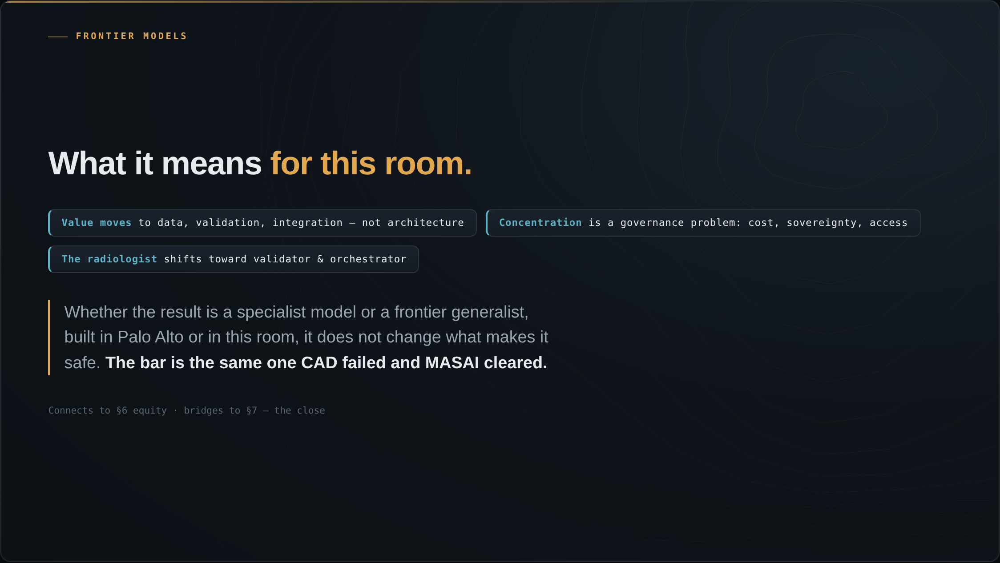 FRONTIER MODELS
What it means for this room.
Value moves to data, validation, integration — not architecture
Concentration is a governance problem: cost, sovereignty, access
The radiologist shifts toward validator & orchestrator
Whether the result is a specialist model or a frontier generalist,
built in Palo Alto or in this room, it does not change what makes it
safe. The bar is the same one CAD failed and MASAI cleared.
Connects to §6 equity · bridges to §7 — the close